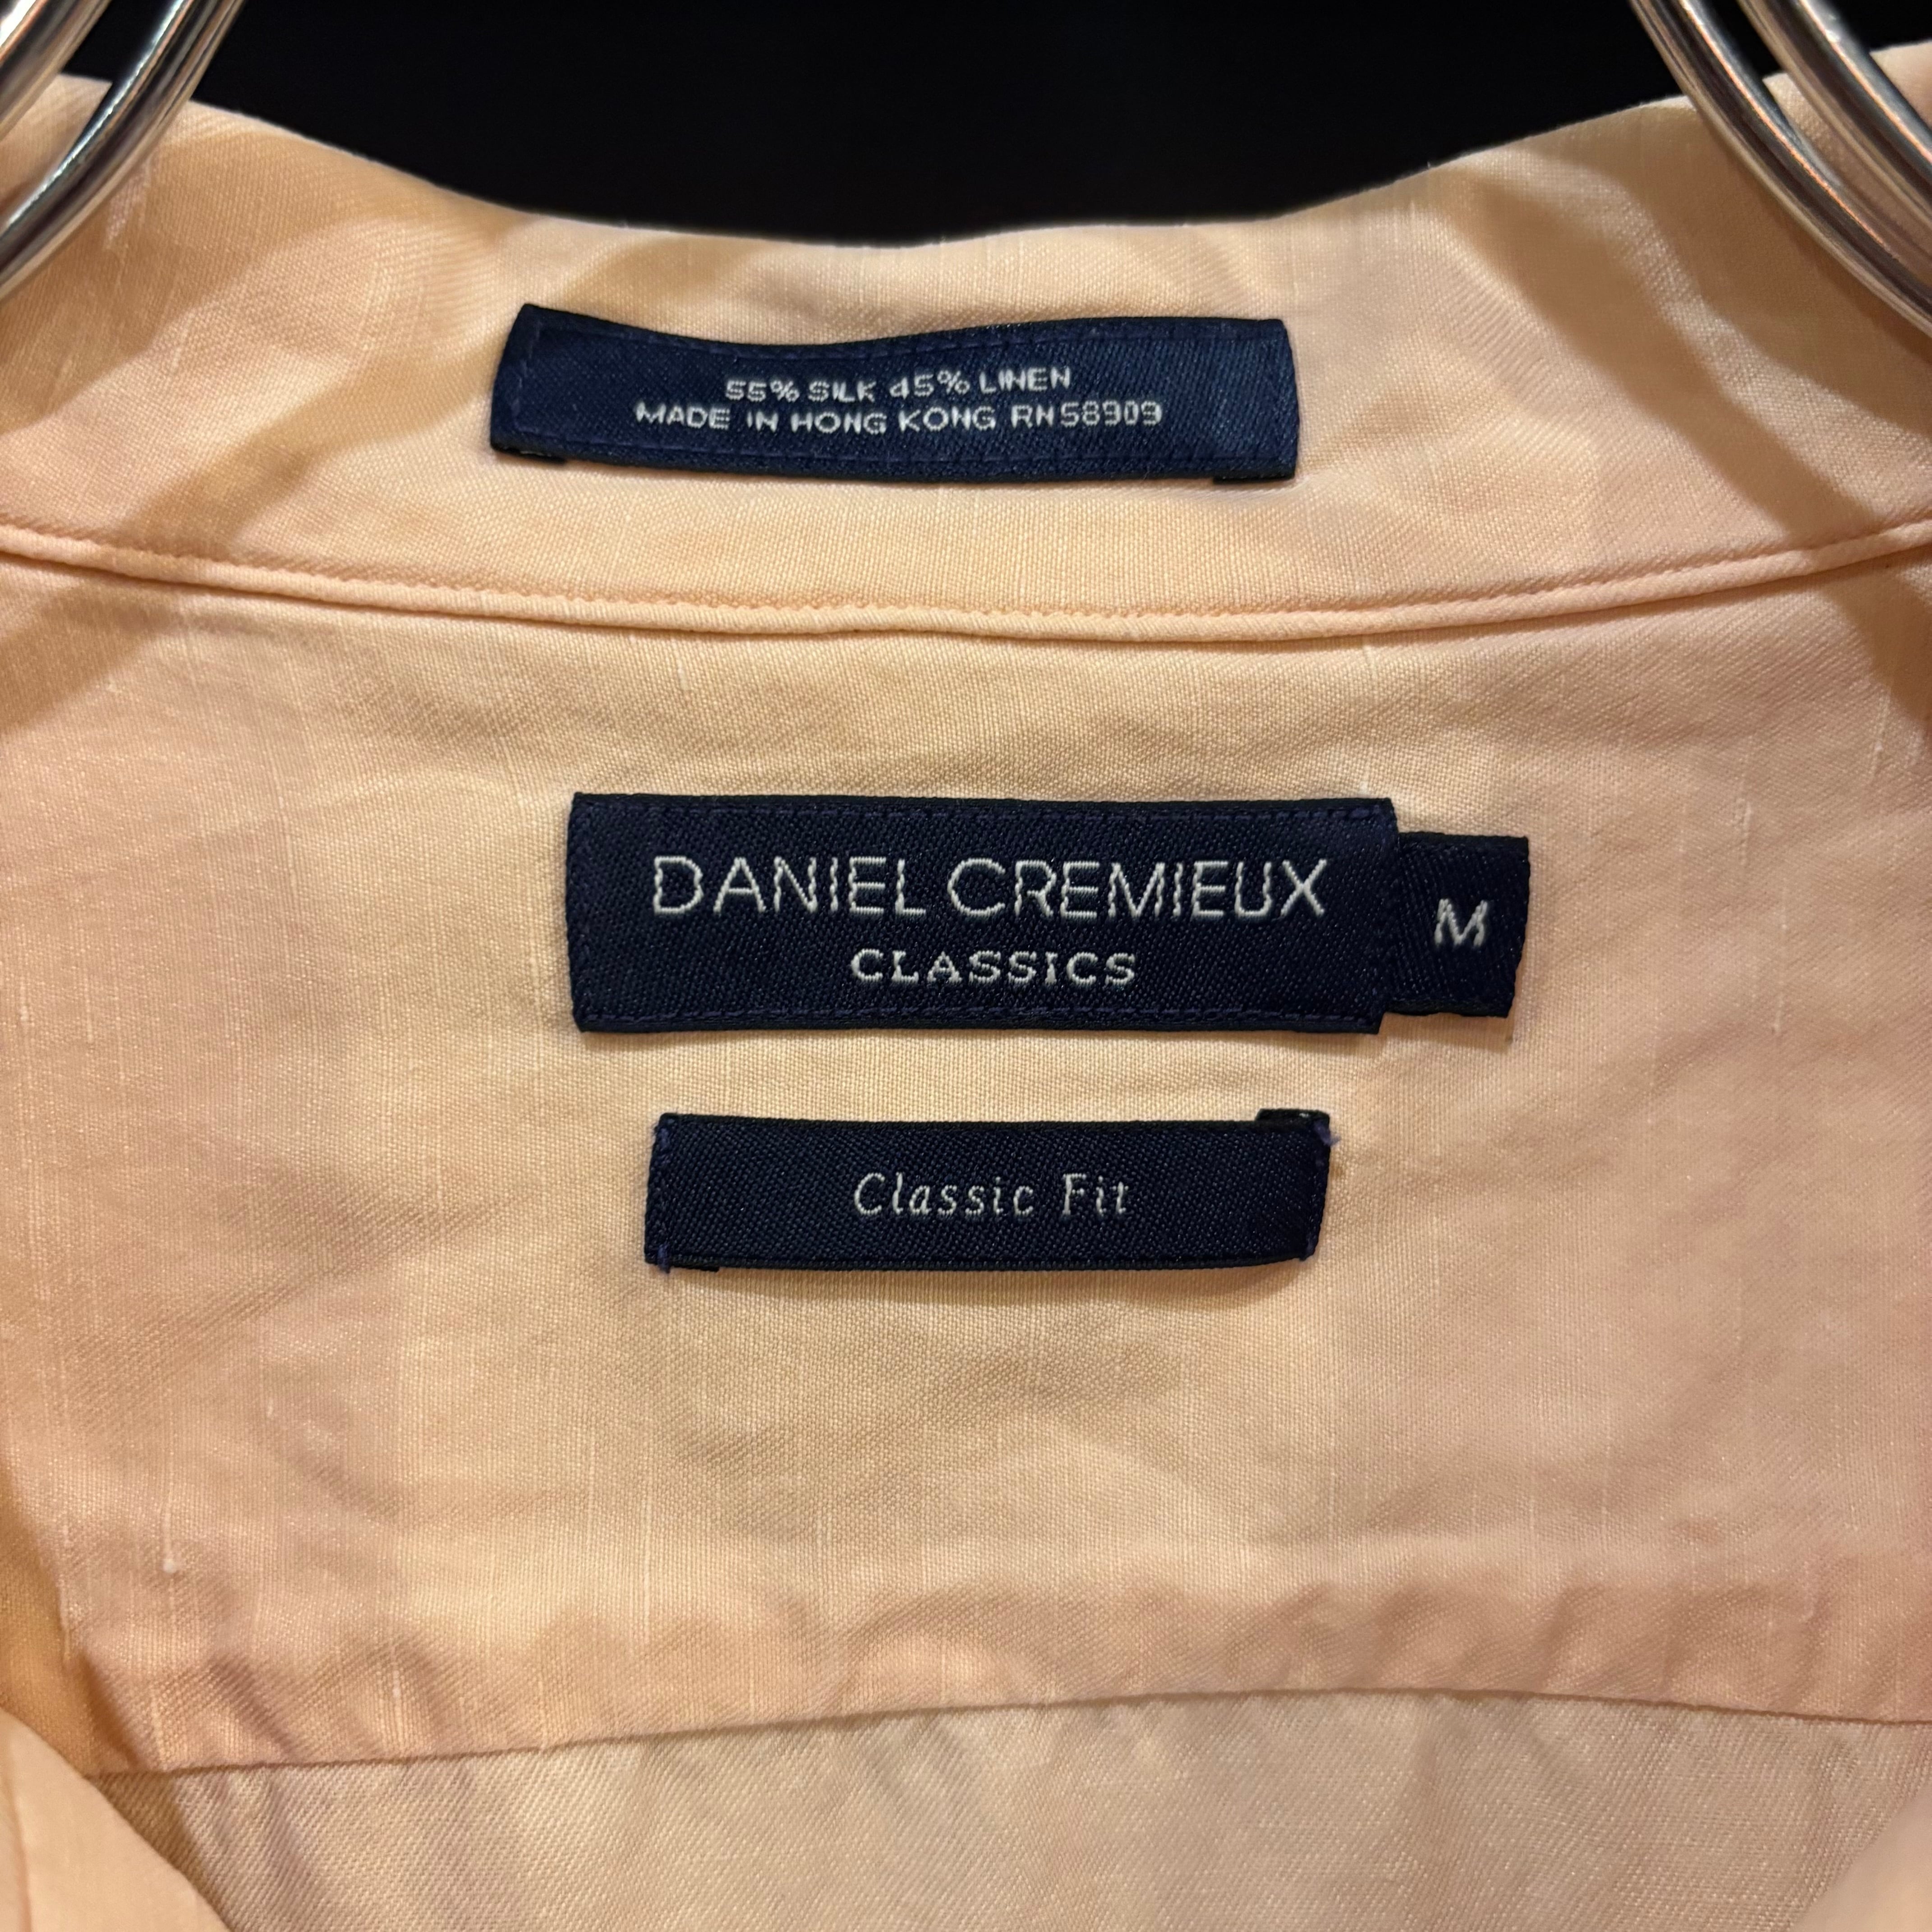 55% SILK 45% LINEN
MADE IN HONG KONG RN58909
DANIEL CREMIEUX
CLASSICS
M
Classic Fit